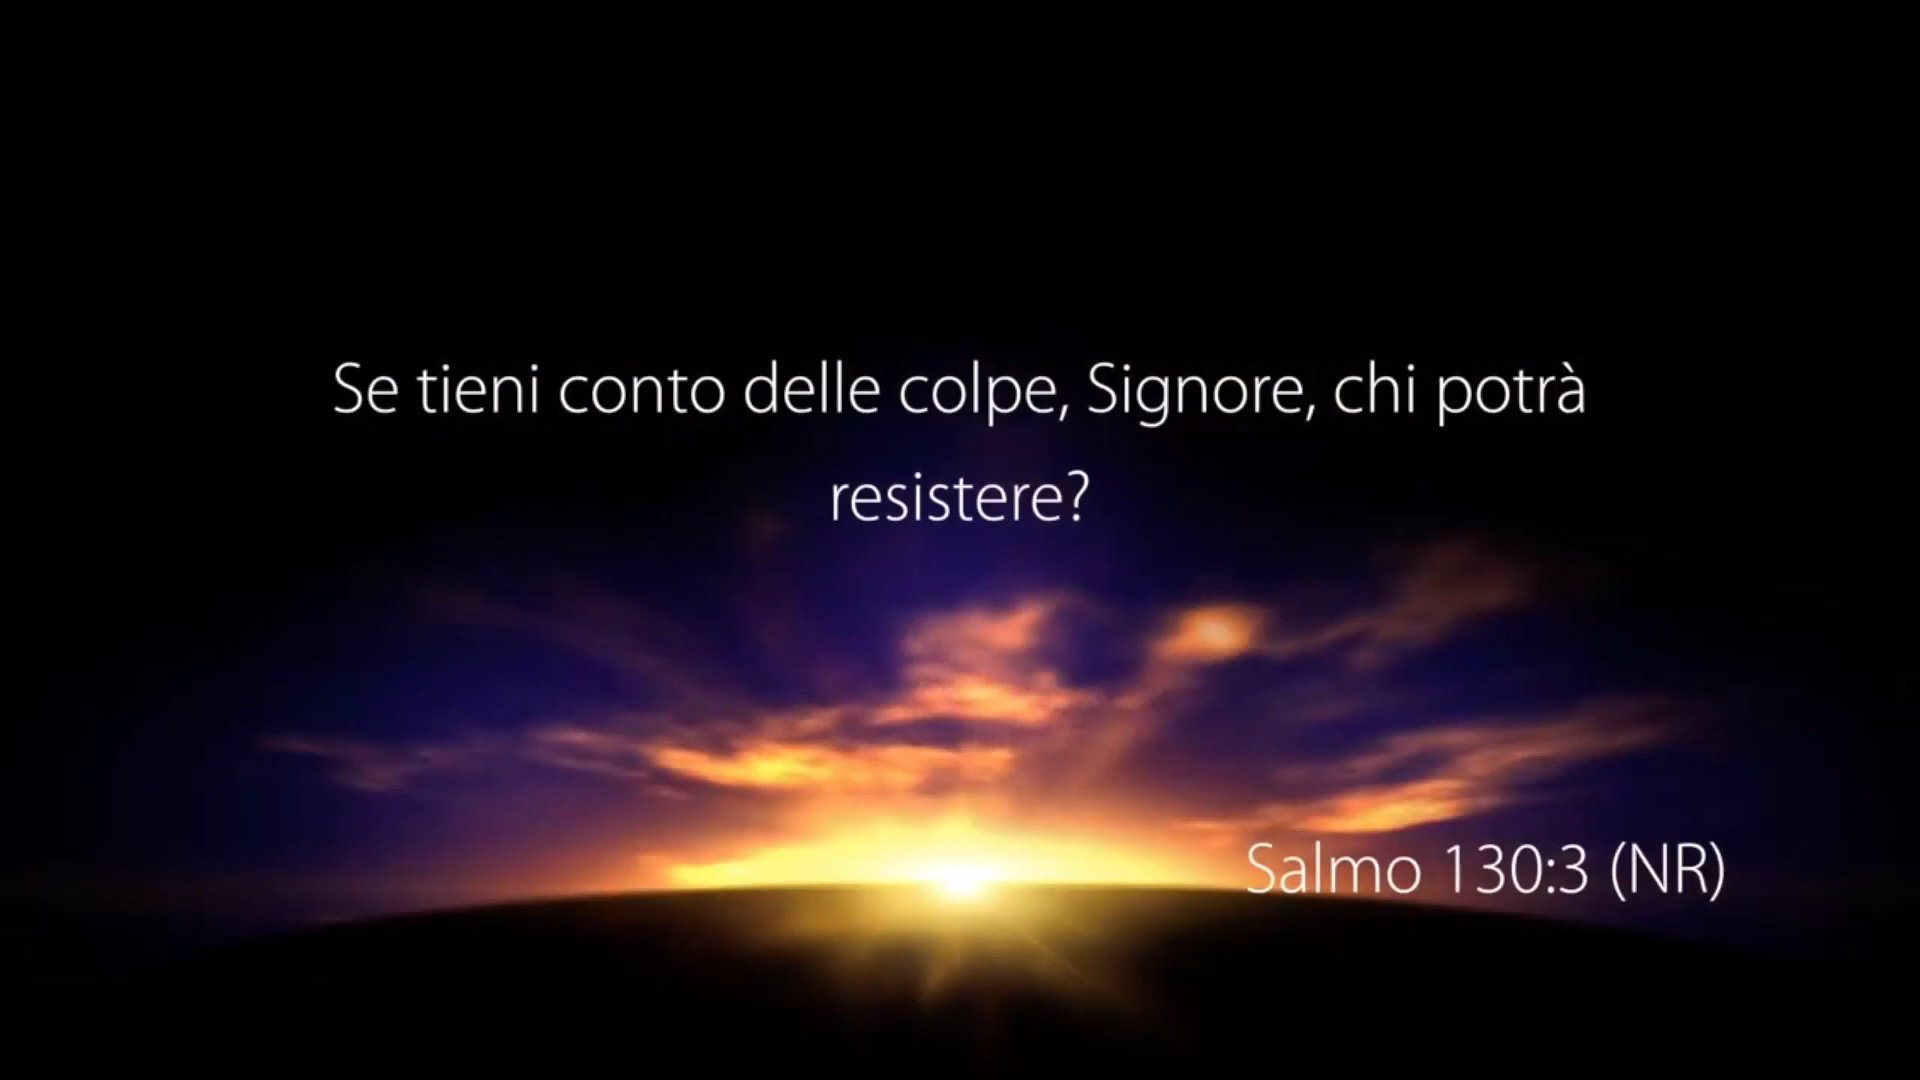 Se tieni conto delle colpe, Signore, chi potrà
resistere?
Salmo 130:3 (NR)